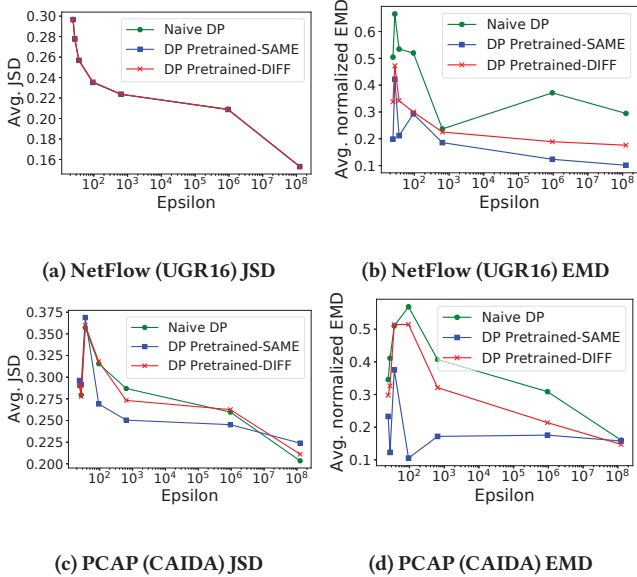 0.30
0.28
0.26
0.24
0.22
0.20
0.18
0.16
Avg. JSD
Naive DP
DP Pretrained-SAME
DP Pretrained-DIFF
10² 10⁴ 10⁶ 10⁸
Epsilon
(a) NetFlow (UGR16) JSD
0.6
0.5
0.4
0.3
0.2
0.1
Avg. normalized EMD
Naive DP
DP Pretrained-SAME
DP Pretrained-DIFF
10² 10⁴ 10⁶ 10⁸
Epsilon
(b) NetFlow (UGR16) EMD
0.375
0.350
0.325
0.300
0.275
0.250
0.225
0.200
Avg. JSD
Naive DP
DP Pretrained-SAME
DP Pretrained-DIFF
10² 10³ 10⁴ 10⁵ 10⁶ 10⁷ 10⁸
Epsilon
(c) PCAP (CAIDA) JSD
0.5
0.4
0.3
0.2
0.1
Avg. normalized EMD
Naive DP
DP Pretrained-SAME
DP Pretrained-DIFF
10² 10³ 10⁴ 10⁵ 10⁶ 10⁷ 10⁸
Epsilon
(d) PCAP (CAIDA) EMD